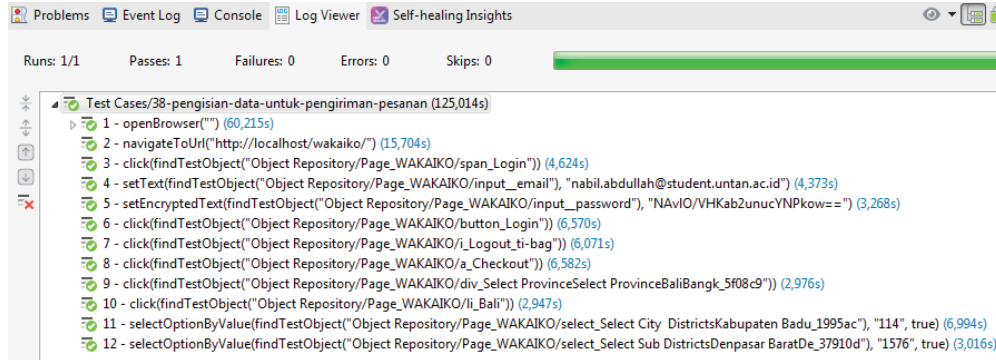 Problems Event Log Console Log Viewer Self-healing Insights
Runs: 1/1 Passes: 1 Failures: 0 Errors: 0 Skips: 0
Test Cases/38-pengisian-data-untuk-pengiriman-pesanan (125,014s)
1 - openBrowser("") (60,215s)
2 - navigateToUrl("http://localhost/wakaiko/") (15,704s)
3 - click(findTestObject("Object Repository/Page_WAKAIKO/span_Login")) (4,624s)
4 - setText(findTestObject("Object Repository/Page_WAKAIKO/input__email"), "nabil.abdullah@student.untan.ac.id") (4,373s)
5 - setEncryptedText(findTestObject("Object Repository/Page_WAKAIKO/input__password"), "NAvIO/VHKab2unucYNPkow==") (3,268s)
6 - click(findTestObject("Object Repository/Page_WAKAIKO/button_Login")) (6,570s)
7 - click(findTestObject("Object Repository/Page_WAKAIKO/i_Logout_ti-bag")) (6,071s)
8 - click(findTestObject("Object Repository/Page_WAKAIKO/a_Checkout")) (6,582s)
9 - click(findTestObject("Object Repository/Page_WAKAIKO/div_Select ProvinceSelect ProvinceBaliBangk_5f08c9")) (2,976s)
10 - click(findTestObject("Object Repository/Page_WAKAIKO/li_Bali")) (2,947s)
11 - selectOptionByValue(findTestObject("Object Repository/Page_WAKAIKO/select_Select City  DistrictsKabupaten Badu_1995ac"), "114", true) (6,994s)
12 - selectOptionByValue(findTestObject("Object Repository/Page_WAKAIKO/select_Select Sub DistrictsDenpasar BaratDe_37910d"), "1576", true) (3,016s)